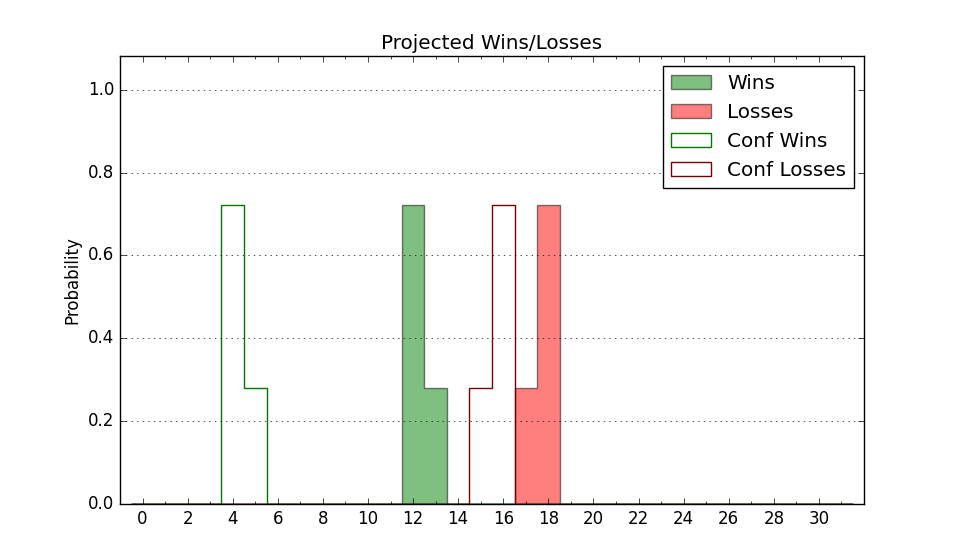 Projected Wins/Losses
Wins
Losses
Conf Wins
Conf Losses
Probability
1.0
0.8
0.6
0.4
0.2
0.0
0 2 4 6 8 10 12 14 16 18 20 22 24 26 28 30